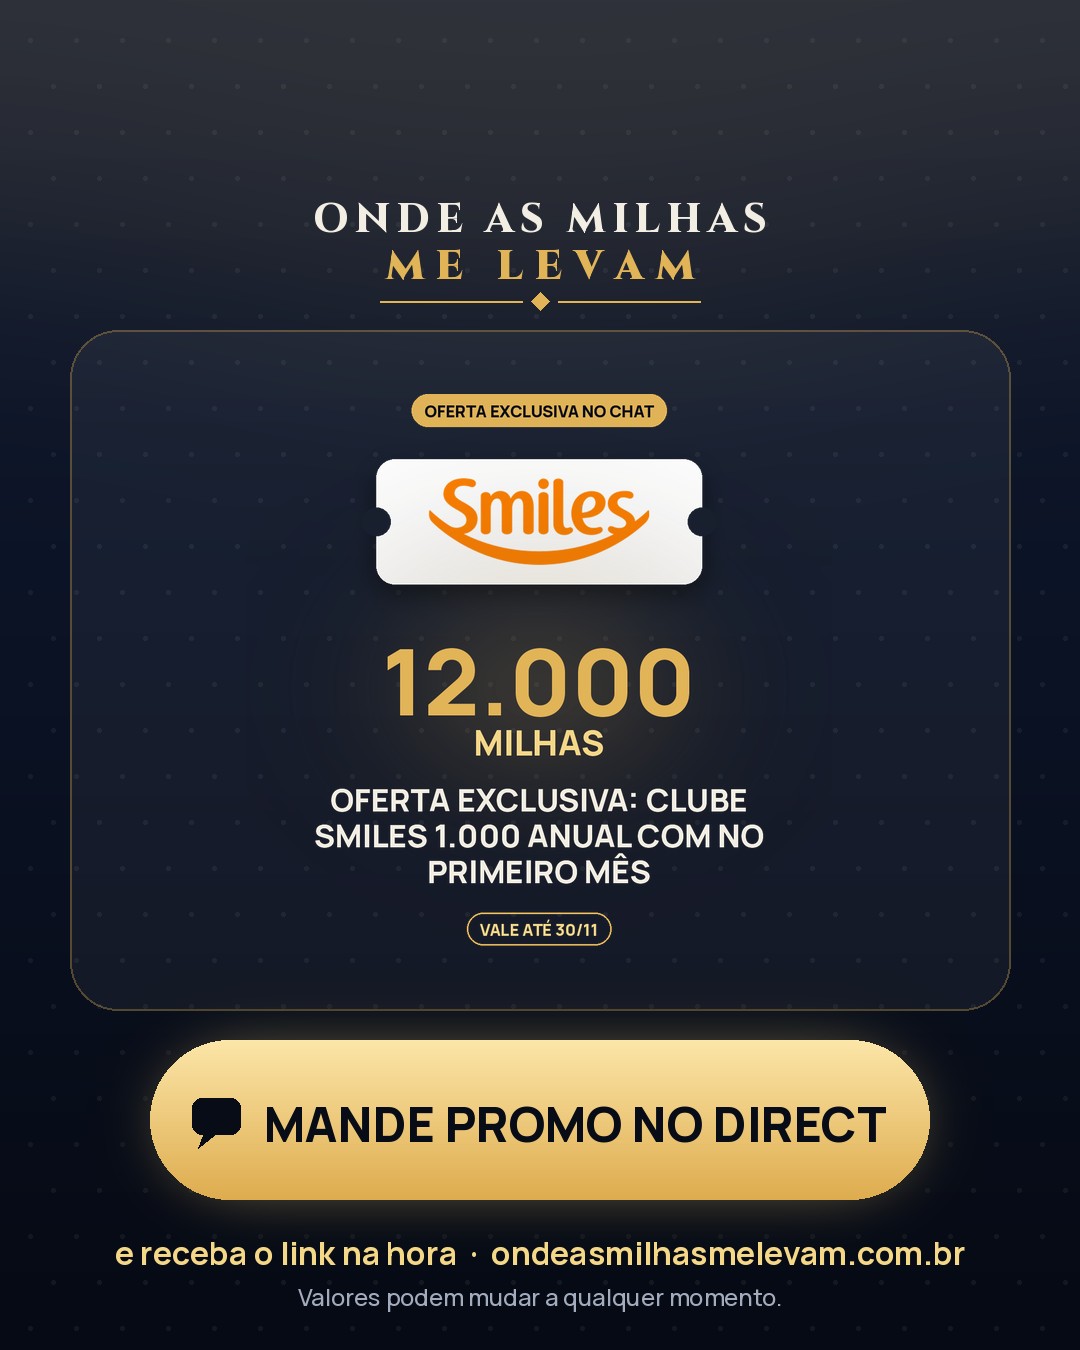 ONDE AS MILHAS
ME LEVAM
OFERTA EXCLUSIVA NO CHAT
Smiles
12.000
MILHAS
OFERTA EXCLUSIVA: CLUBE
SMILES 1.000 ANUAL COM NO
PRIMEIRO MÊS
VALE ATÉ 30/11
MANDE PROMO NO DIRECT
e receba o link na hora · ondeasmilhasmelevam.com.br
Valores podem mudar a qualquer momento.